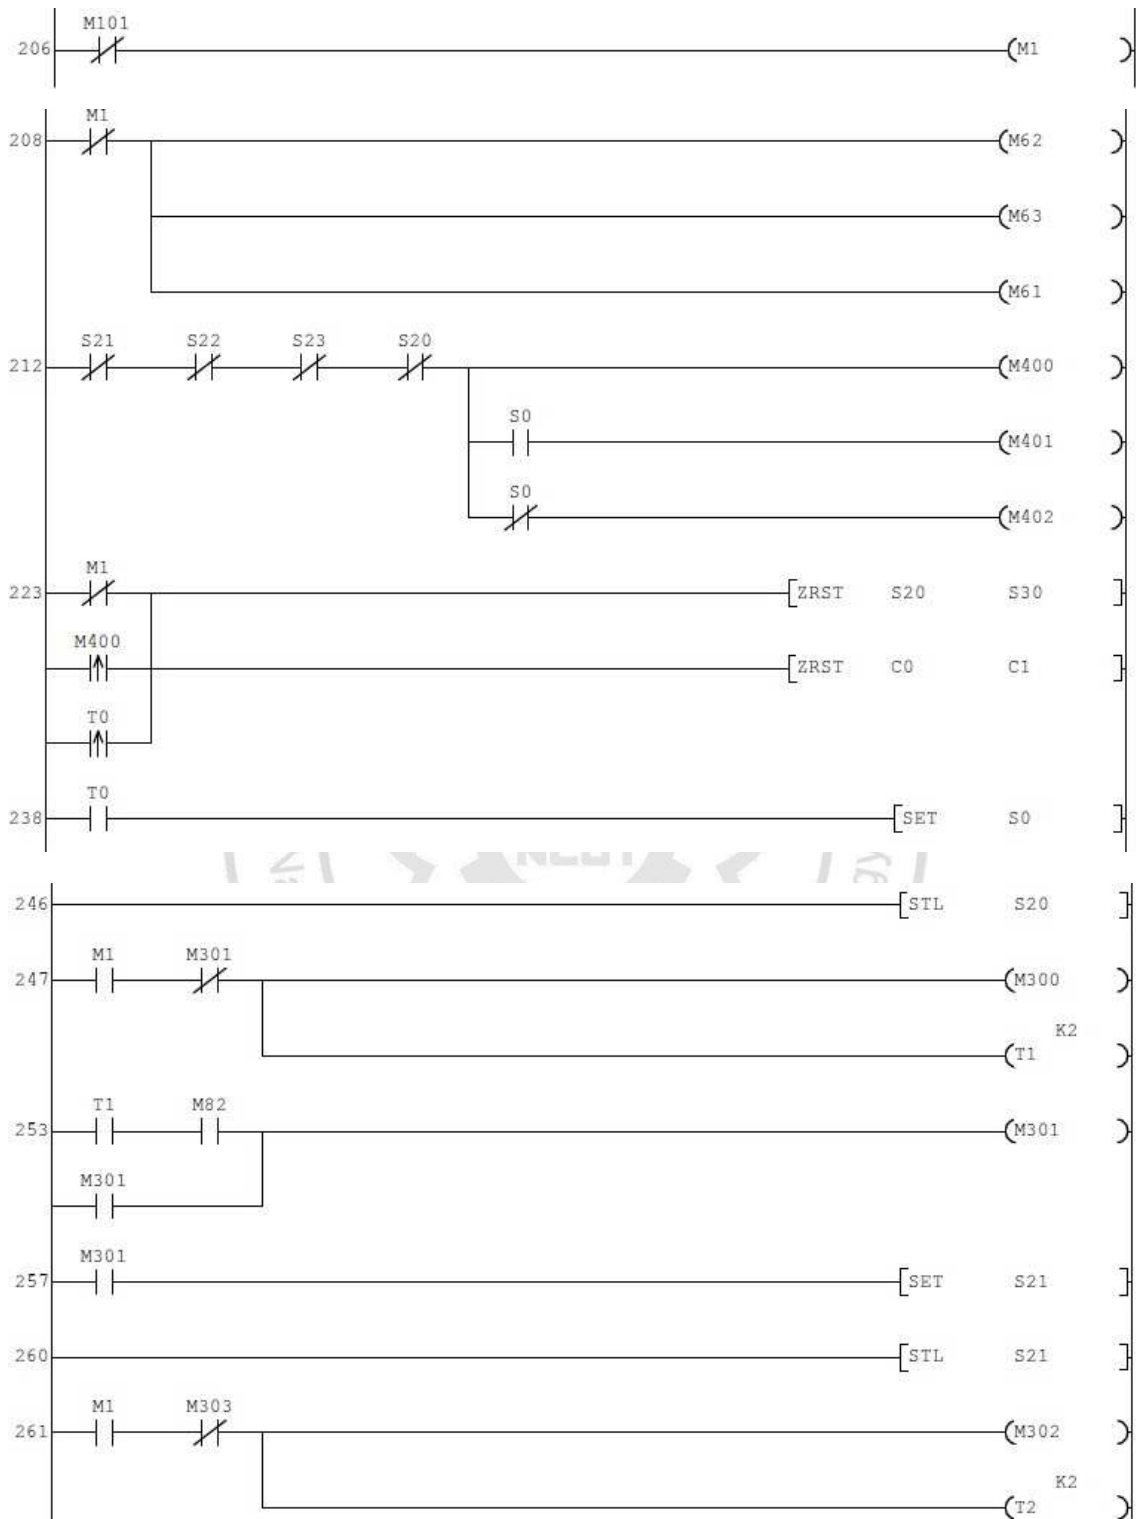 M101
206 M1
M1
208 M62
M63
M61
S21 S22 S23 S20
212 M400
S0
M401
S0
M402
M1
223 ZRST S20 S30
M400
ZRST C0 C1
T0
T0
238 SET S0
246 STL S20
M1 M301
247 M300
K2
T1
T1 M82
253 M301
M301
M301
257 SET S21
260 STL S21
M1 M303
261 M302
K2
T2